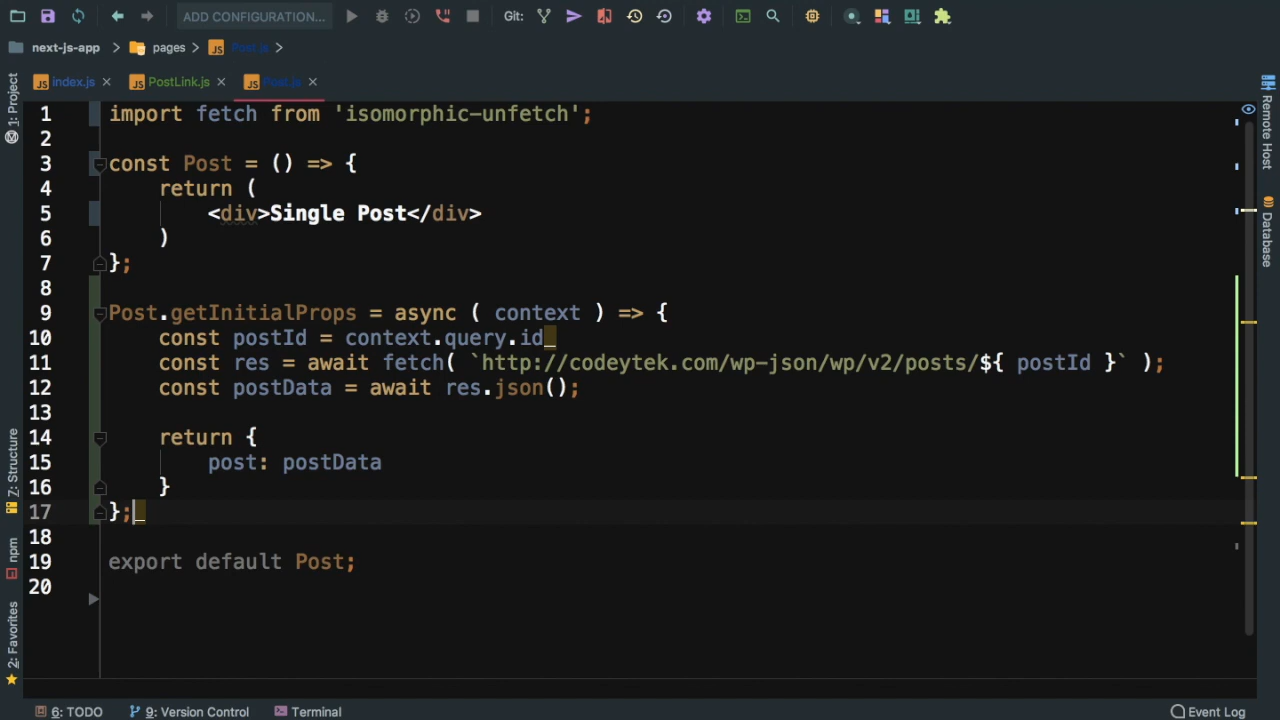 ADD CONFIGURATION...
Git:
next-js-app
pages
Post.js
index.js
PostLink.js
Post.js
1: Project
7: Structure
npm
2: Favorites
Remote Host
Database
1 import fetch from 'isomorphic-unfetch';
2
3 const Post = () => {
4 return (
5 <div>Single Post</div>
6 )
7 };
8
9 Post.getInitialProps = async ( context ) => {
10 const postId = context.query.id
11 const res = await fetch( `http://codeytek.com/wp-json/wp/v2/posts/${ postId }` );
12 const postData = await res.json();
13
14 return {
15 post: postData
16 }
17 };
18
19 export default Post;
20
6: TODO
9: Version Control
Terminal
Event Log